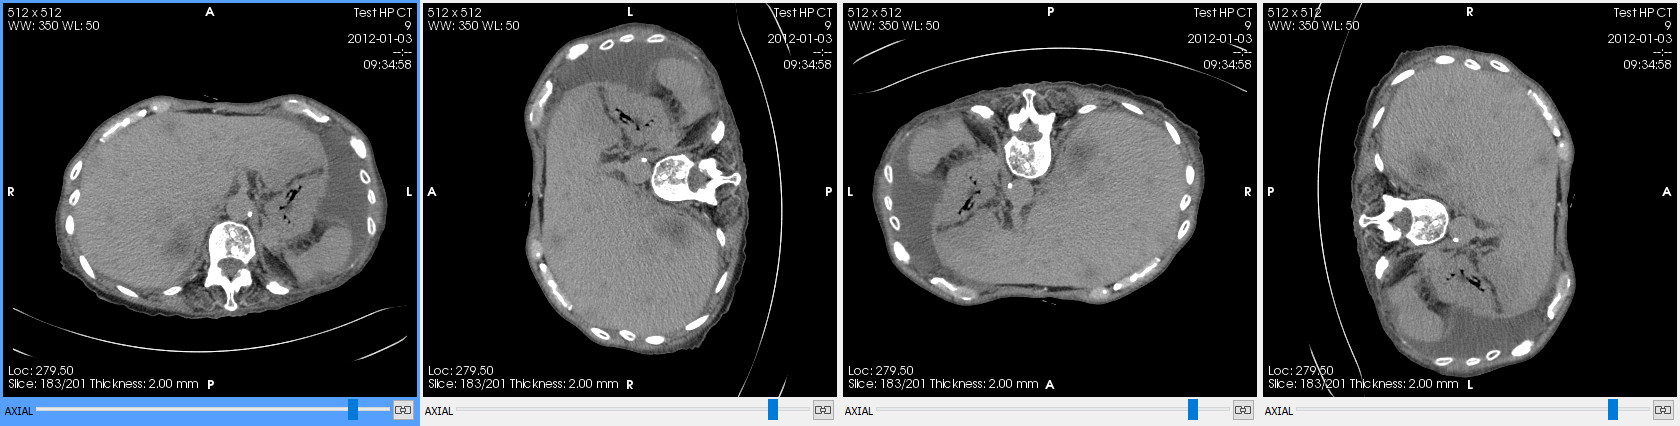 A
512 x 512
Test HP CT
WW: 350 WL: 50
9
2012-01-03
--:--
09:34:58
R
L
Loc: 279.50
Slice: 183/201 Thickness: 2.00 mm
P
AXIAL
L
512 x 512
Test HP CT
WW: 350 WL: 50
9
2012-01-03
--:--
09:34:58
A
P
Loc: 279.50
Slice: 183/201 Thickness: 2.00 mm
R
AXIAL
P
512 x 512
Test HP CT
WW: 350 WL: 50
9
2012-01-03
--:--
09:34:58
L
R
Loc: 279.50
Slice: 183/201 Thickness: 2.00 mm
A
AXIAL
R
512 x 512
Test HP CT
WW: 350 WL: 50
9
2012-01-03
--:--
09:34:58
P
A
Loc: 279.50
Slice: 183/201 Thickness: 2.00 mm
L
AXIAL